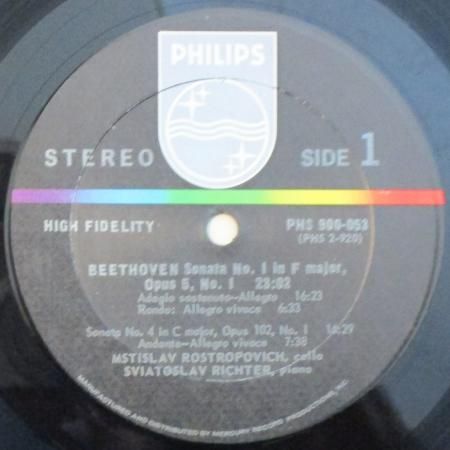 PHILIPS
STEREO
SIDE 1
HIGH FIDELITY
PHS 900-053
(PHS 2-920)
BEETHOVEN Sonata No. 1 in F major,
Opus 5, No. 1 23:02
Adagio sostenuto—Allegro 16:23
Rondo: Allegro vivace 6:33
Sonata No. 4 in C major, Opus 102, No. 1 14:29
Andante—Allegro vivace 7:38
MSTISLAV ROSTROPOVICH, cello
SVIATOSLAV RICHTER, piano
MANUFACTURED AND DISTRIBUTED BY MERCURY RECORD PRODUCTIONS, INC.